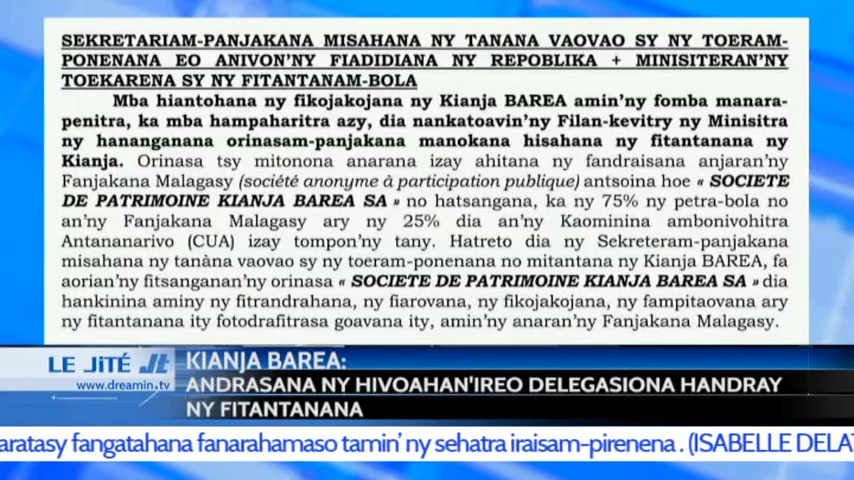 SEKRETARIAM-PANJAKANA MISAHANA NY TANANA VAOVAO SY NY TOERAM-
PONENANA EO ANIVON'NY FIADIDIANA NY REPOBLIKA + MINISITERAN'NY
TOEKARENA SY NY FITANTANAM-BOLA
Mba hiantohana ny fikojakojana ny Kianja BAREA amin'ny fomba manara-
penitra, ka mba hampaharitra azy, dia nankatoavin'ny Filan-kevitry ny Minisitra
ny hananganana orinasam-panjakana manokana hisahana ny fitantanana ny
Kianja. Orinasa tsy mitonona anarana izay ahitana ny fandraisana anjaran'ny
Fanjakana Malagasy (société anonyme à participation publique) antsoina hoe « SOCIETE
DE PATRIMOINE KIANJA BAREA SA » no hatsangana, ka ny 75% ny petra-bola no
an'ny Fanjakana Malagasy ary ny 25% dia an'ny Kaominina ambonivohitra
Antananarivo (CUA) izay tompon'ny tany. Hatreto dia ny Sekreteram-panjakana
misahana ny tanàna vaovao sy ny toeram-ponenana no mitantana ny Kianja BAREA, fa
aorian'ny fitsanganan'ny orinasa « SOCIETE DE PATRIMOINE KIANJA BAREA SA » dia
hankinina aminy ny fitrandrahana, ny fiarovana, ny fikojakojana, ny fampitaovana ary
ny fitantanana ity fotodrafitrasa goavana ity, amin'ny anaran'ny Fanjakana Malagasy.
LE JiTÉ Jt
www.dreamin.tv
KIANJA BAREA:
ANDRASANA NY HIVOAHAN'IREO DELEGASIONA HANDRAY
NY FITANTANANA
aratasy fangatahana fanarahamaso tamin' ny sehatra iraisam-pirenena . (ISABELLE DELAT